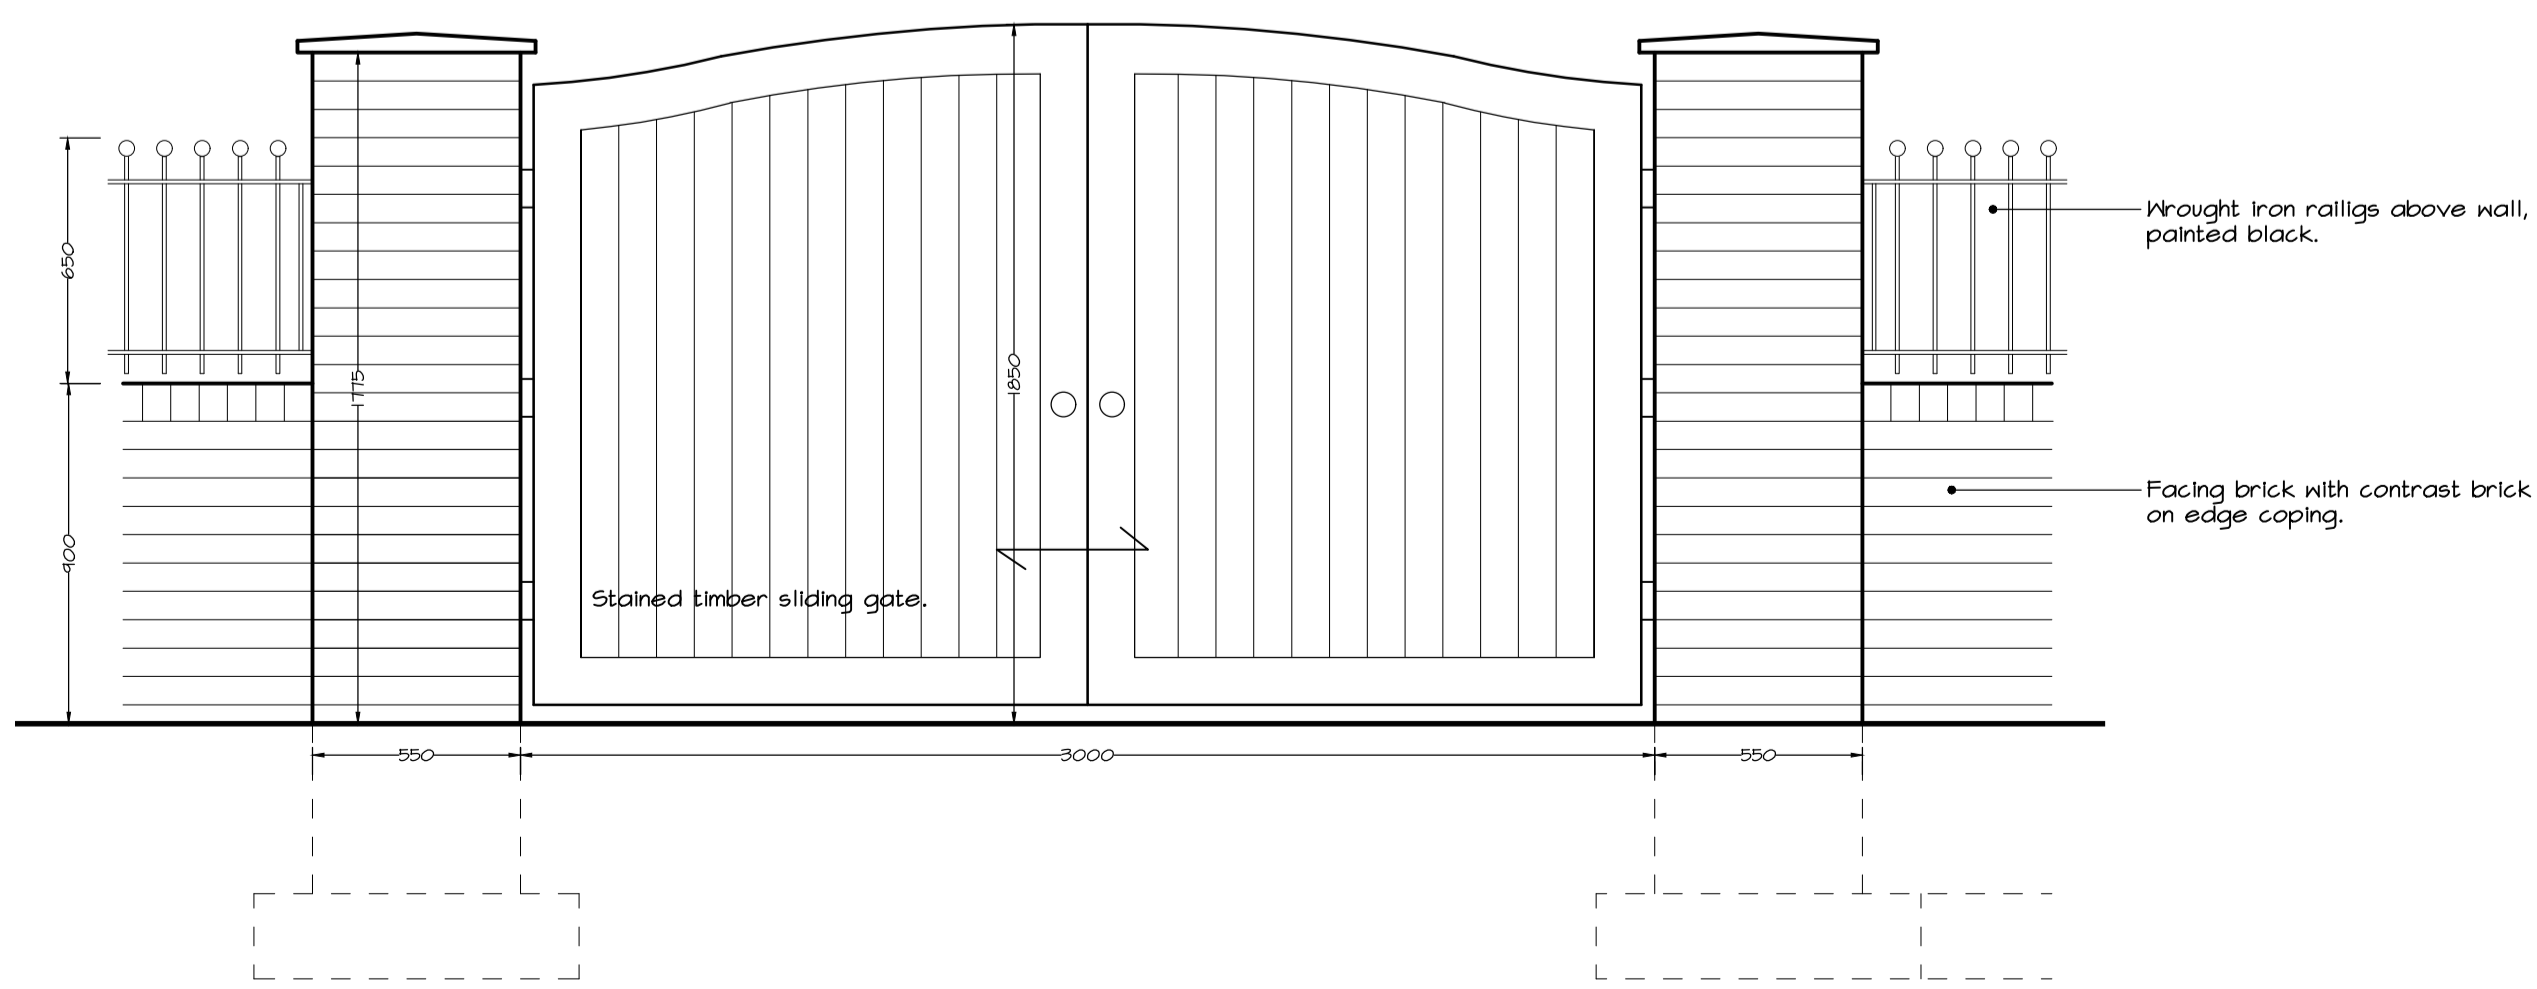 650
1775
1850
Wrought iron railigs above wall,
painted black.
900
Facing brick with contrast brick
on edge coping.
Stained timber sliding gate.
550
3000
550